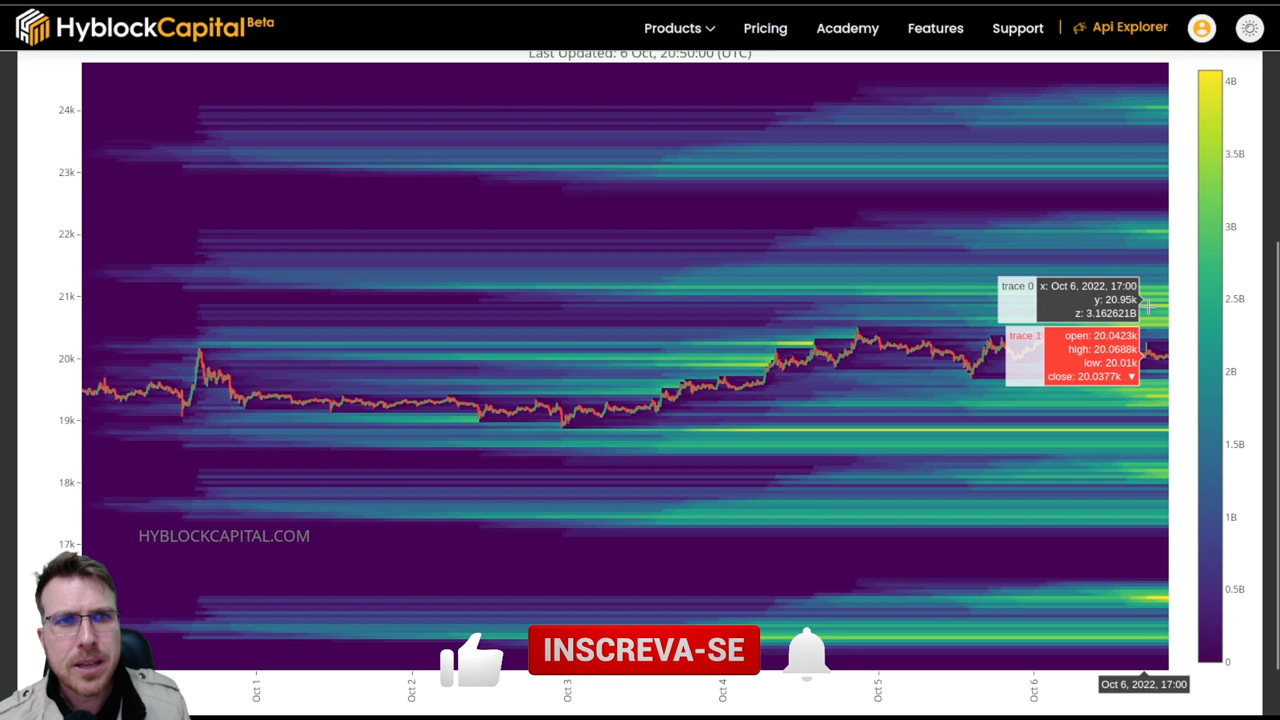 HyblockCapital Beta
Products Pricing Academy Features Support Api Explorer
Last Updated: 6 Oct, 20:50:00 (UTC)
24k
23k
22k
21k
20k
19k
18k
17k
4B
3.5B
3B
2.5B
2B
1.5B
1B
0.5B
0
trace 0
x: Oct 6, 2022, 17:00
y: 20.95k
z: 3.162621B
trace 1
open: 20.0423k
high: 20.0688k
low: 20.01k
close: 20.0377k ▼
HYBLOCKCAPITAL.COM
INSCREVA-SE
Oct 1
Oct 2
Oct 3
Oct 4
Oct 5
Oct 6
Oct 6, 2022, 17:00